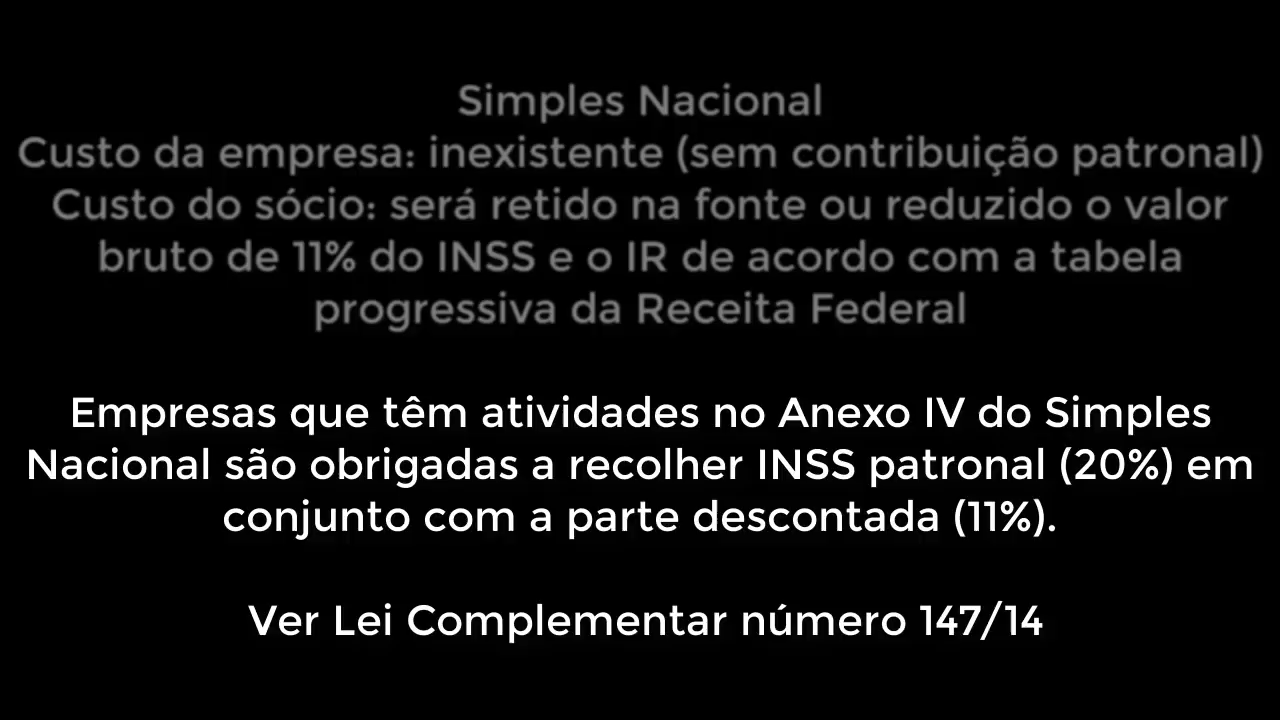 Simples Nacional
Custo da empresa: inexistente (sem contribuição patronal)
Custo do sócio: será retido na fonte ou reduzido o valor
bruto de 11% do INSS e o IR de acordo com a tabela
progressiva da Receita Federal
Empresas que têm atividades no Anexo IV do Simples
Nacional são obrigadas a recolher INSS patronal (20%) em
conjunto com a parte descontada (11%).
Ver Lei Complementar número 147/14